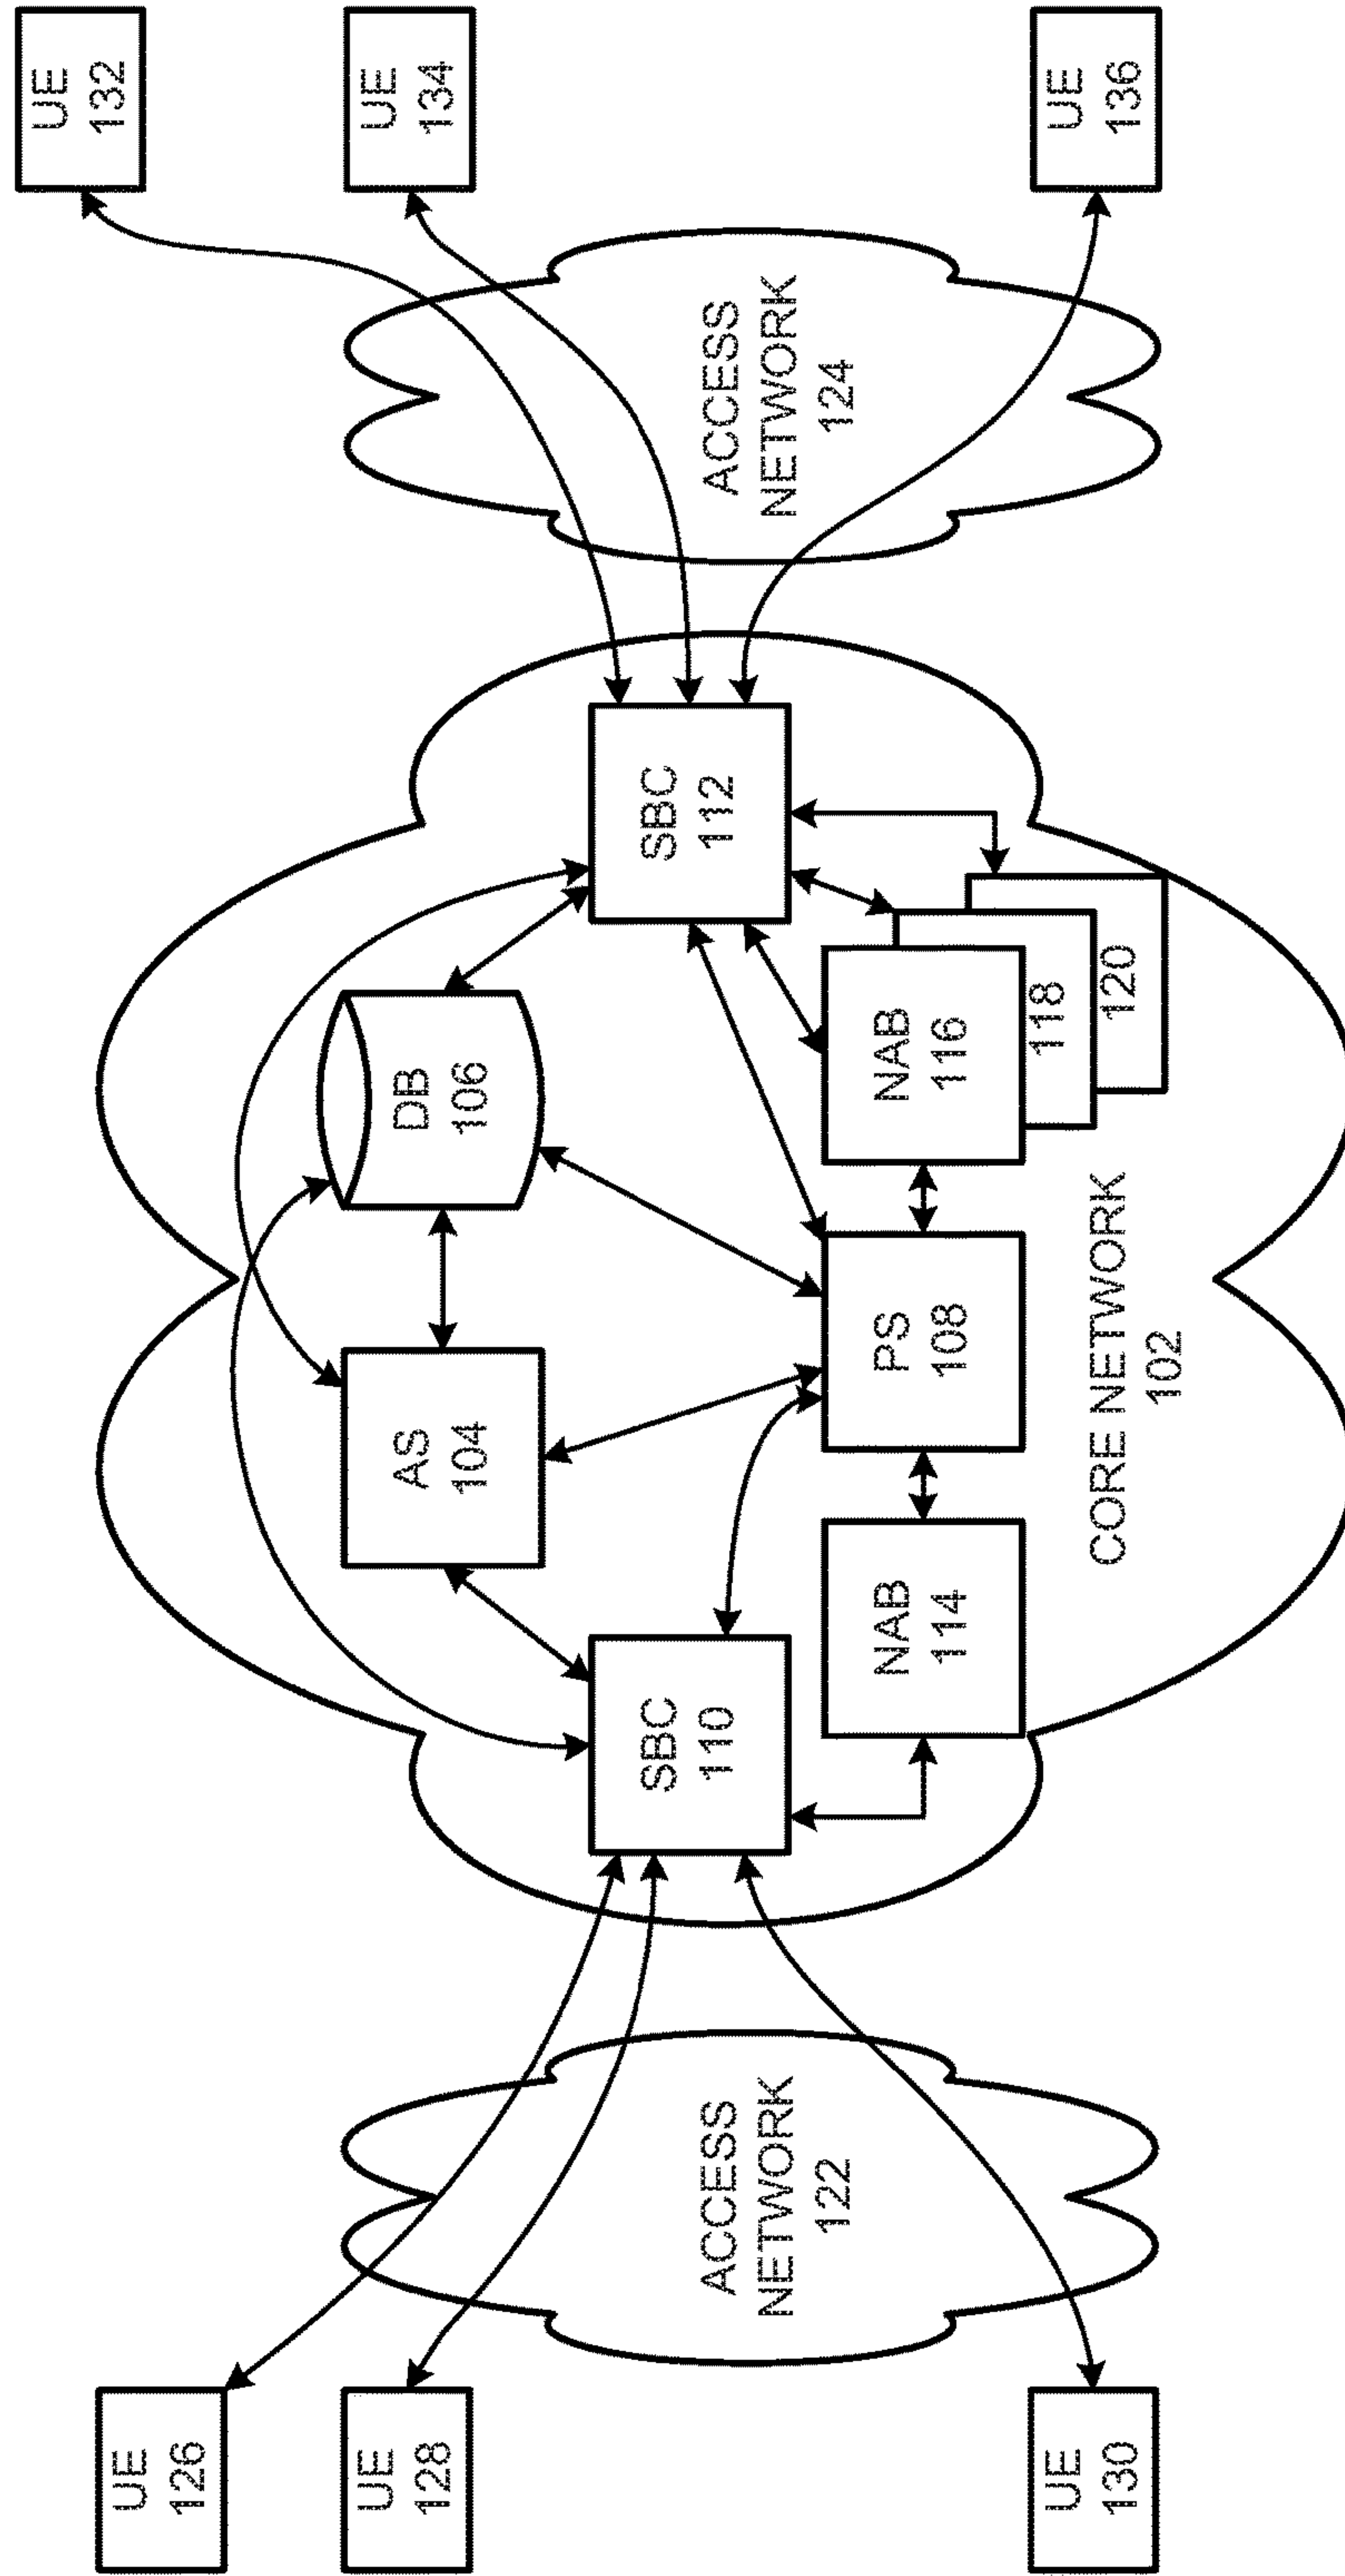 UE
126
UE
128
UE
130
ACCESS
NETWORK
122
SBC
110
AS
104
DB
106
SBC
112
NAB
114
PS
108
NAB
116
118
120
CORE NETWORK
102
ACCESS
NETWORK
124
UE
132
UE
134
UE
136